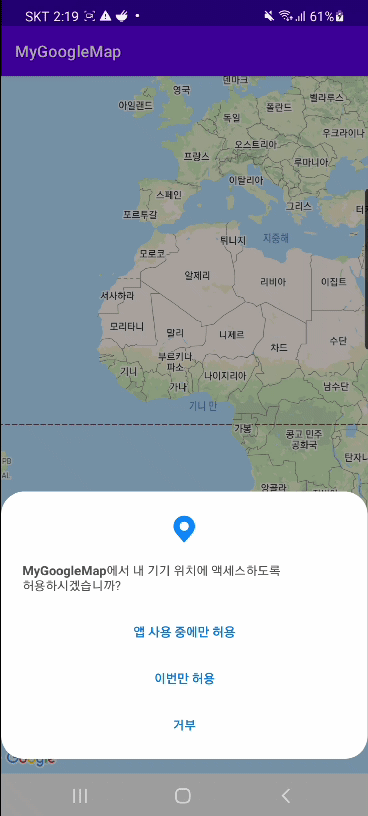 SKT 2:19 61%
MyGoogleMap
덴마크
영국
벨라루스
아일랜드
폴란드
독일
우크라이나
오스트리아
프랑스
루마니아
이탈리아
스페인
그리스
포르투갈
튀니지
지중해
모로코
알제리
리비아
이집트
서사하라
모리타니
말리
니제르
수단
차드
부르키나
파소
기니
나이지리아
가나
남수단
기니 만
가봉
콩고 민주
공화국
탄자니
앙골라
MyGoogleMap에서 내 기기 위치에 액세스하도록
허용하시겠습니까?
앱 사용 중에만 허용
이번만 허용
거부
Google